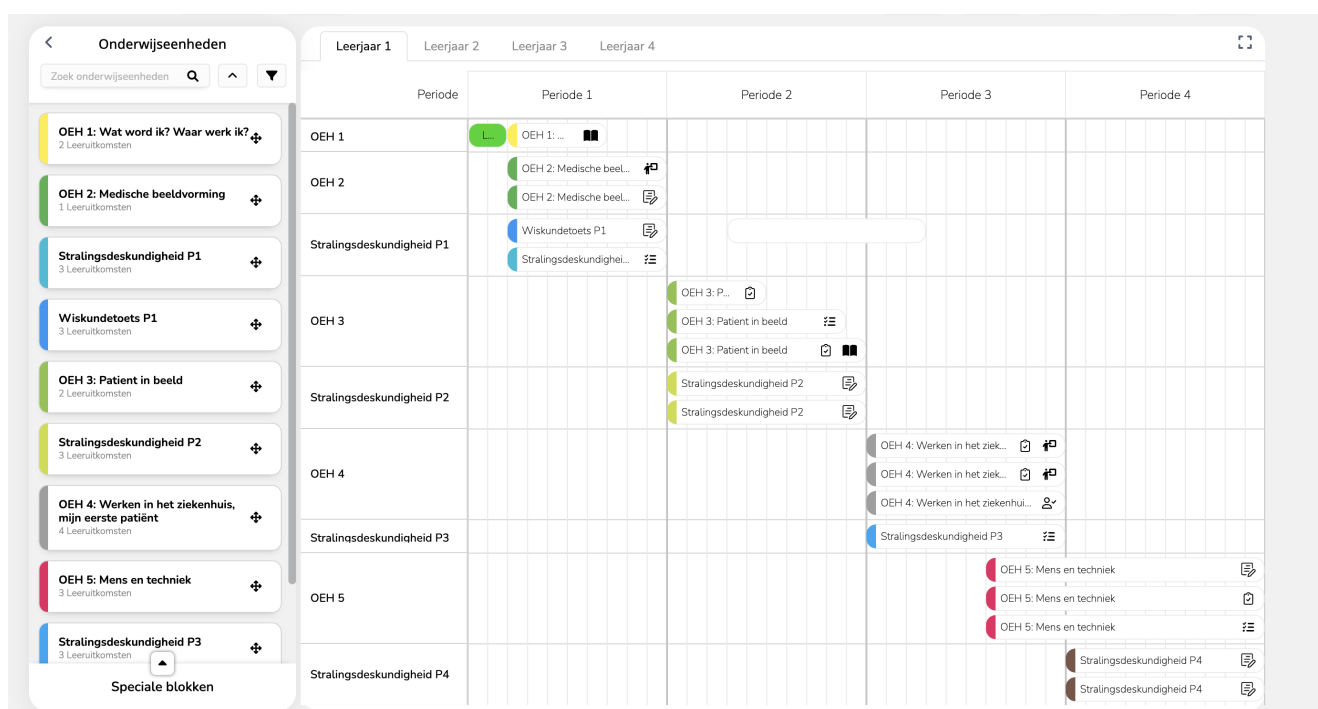 Onderwijseenheden
Zoek onderwijseenheden
OEH 1: Wat word ik? Waar werk ik?
2 Leeruitkomsten
OEH 2: Medische beeldvorming
1 Leeruitkomsten
Stralingsdeskundigheid P1
3 Leeruitkomsten
Wiskundetoets P1
3 Leeruitkomsten
OEH 3: Patient in beeld
2 Leeruitkomsten
Stralingsdeskundigheid P2
3 Leeruitkomsten
OEH 4: Werken in het ziekenhuis,
mijn eerste patiënt
4 Leeruitkomsten
OEH 5: Mens en techniek
3 Leeruitkomsten
Stralingsdeskundigheid P3
3 Leeruitkomsten
Speciale blokken
Leerjaar 1 Leerjaar 2 Leerjaar 3 Leerjaar 4
Periode Periode 1 Periode 2 Periode 3 Periode 4
OEH 1 L... OEH 1: ...
OEH 2
OEH 2: Medische beel...
OEH 2: Medische beel...
Stralingsdeskundigheid P1
Wiskundetoets P1
Stralingsdeskundighei...
OEH 3
OEH 3: P...
OEH 3: Patient in beeld
OEH 3: Patient in beeld
Stralingsdeskundigheid P2
Stralingsdeskundigheid P2
Stralingsdeskundigheid P2
OEH 4
OEH 4: Werken in het ziek...
OEH 4: Werken in het ziek...
OEH 4: Werken in het ziekenhui...
Stralingsdeskundigheid P3 Stralingsdeskundigheid P3
OEH 5
OEH 5: Mens en techniek
OEH 5: Mens en techniek
OEH 5: Mens en techniek
Stralingsdeskundigheid P4
Stralingsdeskundigheid P4
Stralingsdeskundigheid P4